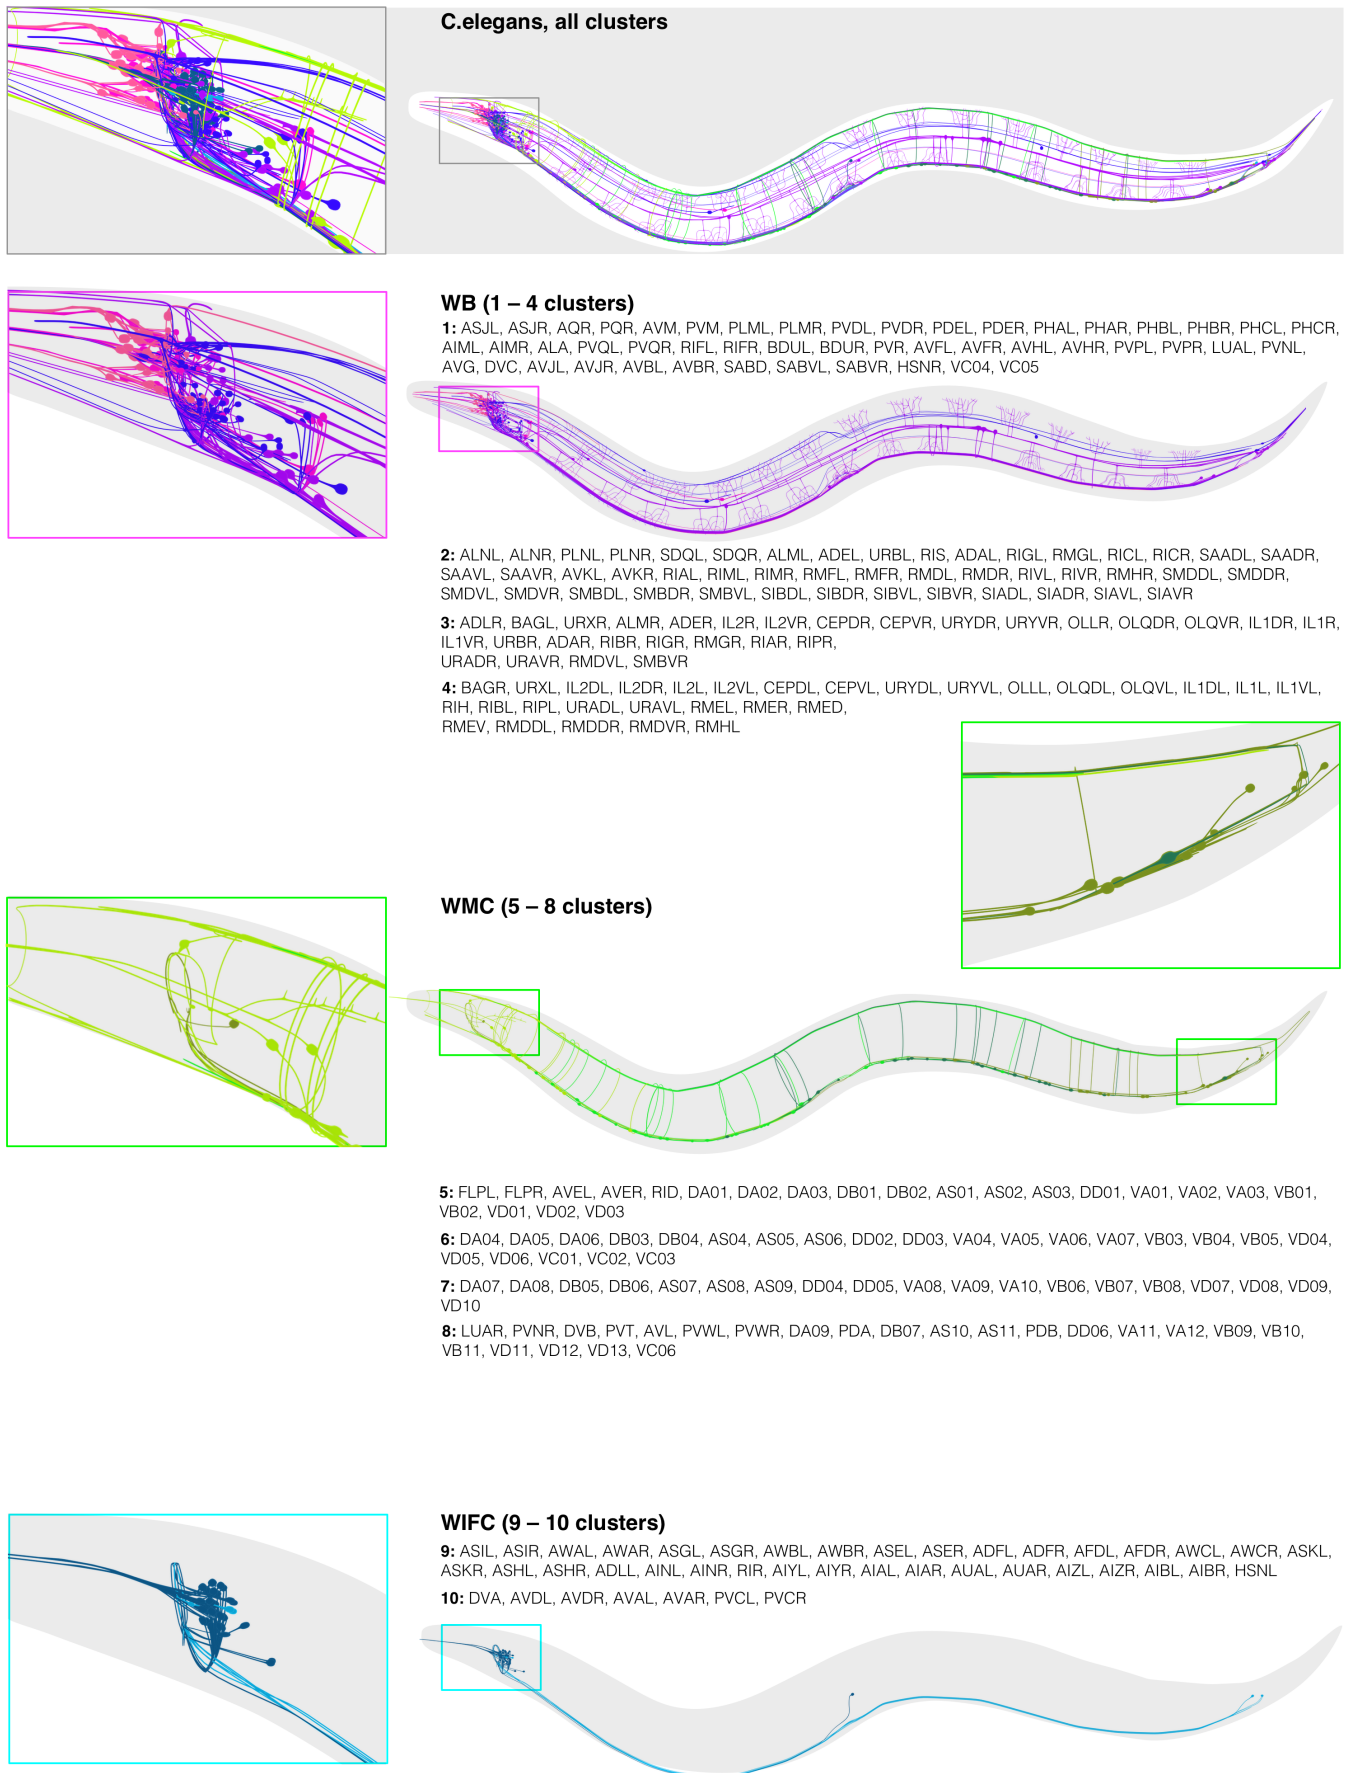 C.elegans, all clusters
WB (1 – 4 clusters)
1: ASJL, ASJR, AQR, PQR, AVM, PVM, PLML, PLMR, PVDL, PVDR, PDEL, PDER, PHAL, PHAR, PHBL, PHBR, PHCL, PHCR,
AIML, AIMR, ALA, PVQL, PVQR, RIFL, RIFR, BDUL, BDUR, PVR, AVFL, AVFR, AVHL, AVHR, PVPL, PVPR, LUAL, PVNL,
AVG, DVC, AVJL, AVJR, AVBL, AVBR, SABD, SABVL, SABVR, HSNR, VC04, VC05
2: ALNL, ALNR, PLNL, PLNR, SDQL, SDQR, ALML, ADEL, URBL, RIS, ADAL, RIGL, RMGL, RICL, RICR, SAADL, SAADR,
SAAVL, SAAVR, AVKL, AVKR, RIAL, RIML, RIMR, RMFL, RMFR, RMDL, RMDR, RIVL, RIVR, RMHR, SMDDL, SMDDR,
SMDVL, SMDVR, SMBDL, SMBDR, SMBVL, SIBDL, SIBDR, SIBVL, SIBVR, SIADL, SIADR, SIAVL, SIAVR
3: ADLR, BAGL, URXR, ALMR, ADER, IL2R, IL2VR, CEPDR, CEPVR, URYDR, URYVR, OLLR, OLQDR, OLQVR, IL1DR, IL1R,
IL1VR, URBR, ADAR, RIBR, RIGR, RMGR, RIAR, RIPR,
URADR, URAVR, RMDVL, SMBVR
4: BAGR, URXL, IL2DL, IL2DR, IL2L, IL2VL, CEPDL, CEPVL, URYDL, URYVL, OLLL, OLQDL, OLQVL, IL1DL, IL1L, IL1VL,
RIH, RIBL, RIPL, URADL, URAVL, RMEL, RMER, RMED,
RMEV, RMDDL, RMDDR, RMDVR, RMHL
WMC (5 – 8 clusters)
5: FLPL, FLPR, AVEL, AVER, RID, DA01, DA02, DA03, DB01, DB02, AS01, AS02, AS03, DD01, VA01, VA02, VA03, VB01,
VB02, VD01, VD02, VD03
6: DA04, DA05, DA06, DB03, DB04, AS04, AS05, AS06, DD02, DD03, VA04, VA05, VA06, VA07, VB03, VB04, VB05, VD04,
VD05, VD06, VC01, VC02, VC03
7: DA07, DA08, DB05, DB06, AS07, AS08, AS09, DD04, DD05, VA08, VA09, VA10, VB06, VB07, VB08, VD07, VD08, VD09,
VD10
8: LUAR, PVNR, DVB, PVT, AVL, PVWL, PVWR, DA09, PDA, DB07, AS10, AS11, PDB, DD06, VA11, VA12, VB09, VB10,
VB11, VD11, VD12, VD13, VC06
WIFC (9 – 10 clusters)
9: ASIL, ASIR, AWAL, AWAR, ASGL, ASGR, AWBL, AWBR, ASEL, ASER, ADFL, ADFR, AFDL, AFDR, AWCL, AWCR, ASKL,
ASKR, ASHL, ASHR, ADLL, AINL, AINR, RIR, AIYL, AIYR, AIAL, AIAR, AUAL, AUAR, AIZL, AIZR, AIBL, AIBR, HSNL
10: DVA, AVDL, AVDR, AVAL, AVAR, PVCL, PVCR